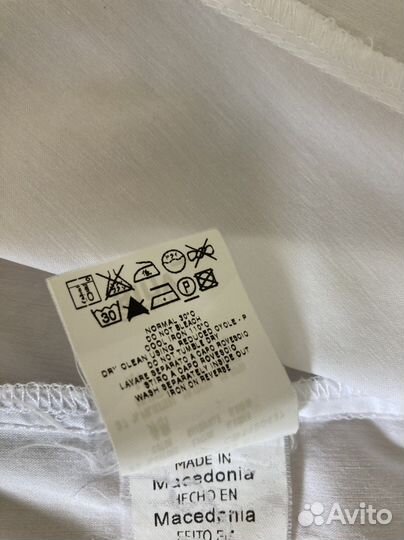 30
NORMAL 30°C
DO NOT BLEACH
COOL IRON 110°C
DRY CLEAN USING REDUCED CYCLE-P
DO NOT TUMBLE DRY
LAVARE SEPARATO A CAPO ROVESCIO
STIRO A CAPO ROVESCIO
WASH SEPARATELY INSIDE OUT
IRON ON REVERSE
MADE IN
Macedonia
HECHO EN
Macedonia
FEITO EM
Avito